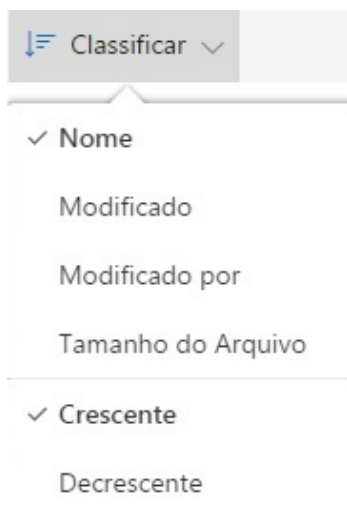 Classificar
Nome
Modificado
Modificado por
Tamanho do Arquivo
Crescente
Decrescente